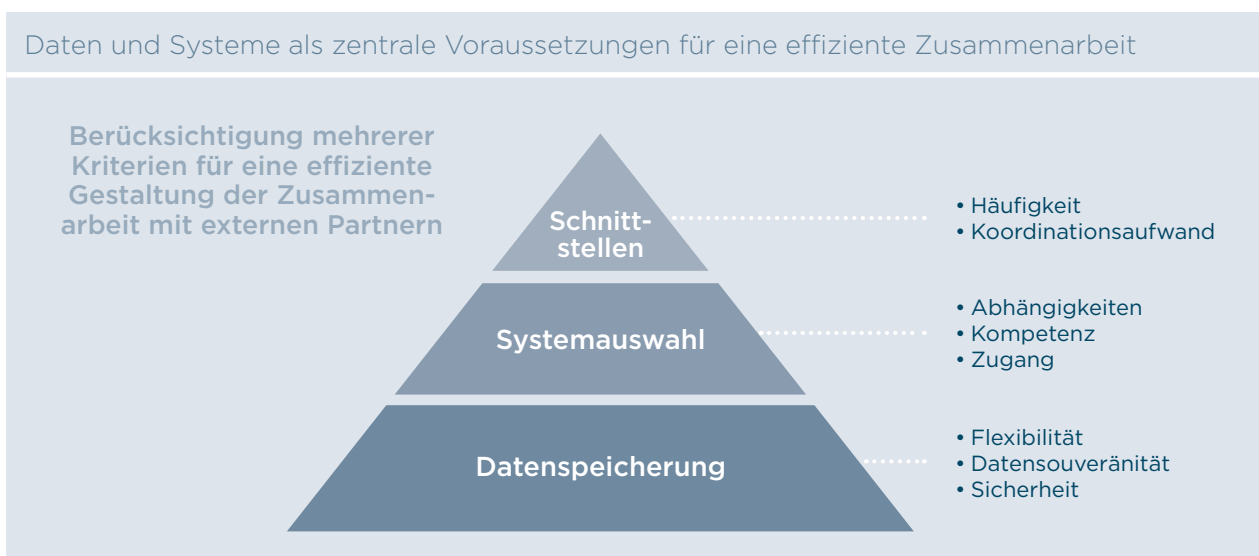 Daten und Systeme als zentrale Voraussetzungen für eine effiziente Zusammenarbeit
Berücksichtigung mehrerer
Kriterien für eine effiziente
Gestaltung der Zusammen-
arbeit mit externen Partnern
Schnitt-
stellen
• Häufigkeit
• Koordinationsaufwand
Systemauswahl
• Abhängigkeiten
• Kompetenz
• Zugang
Datenspeicherung
• Flexibilität
• Datensouveränität
• Sicherheit